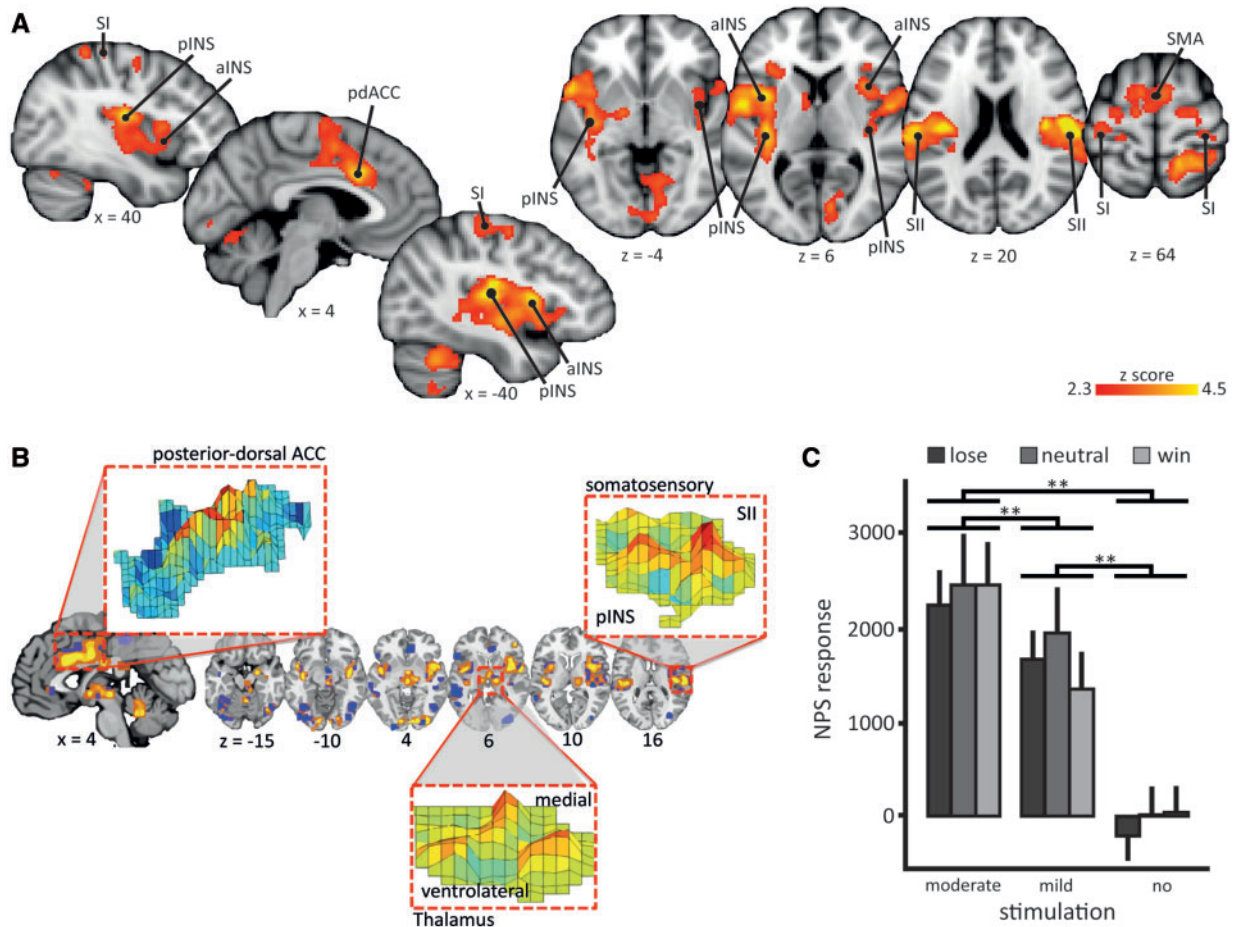 A
SI
pINS
aINS
pdACC
x = 40
x = 4
SI
aINS
pINS
x = -40
aINS
aINS
SMA
pINS
pINS
pINS
pINS
SII
SII
SI
SI
z = -4
z = 6
z = 20
z = 64
z score
2.3
4.5
B
posterior-dorsal ACC
somatosensory
SII
pINS
x = 4
z = -15
-10
4
6
10
16
medial
ventrolateral
Thalamus
C
lose
neutral
win
**
**
**
NPS response
3000
2000
1000
0
moderate
mild
no
stimulation